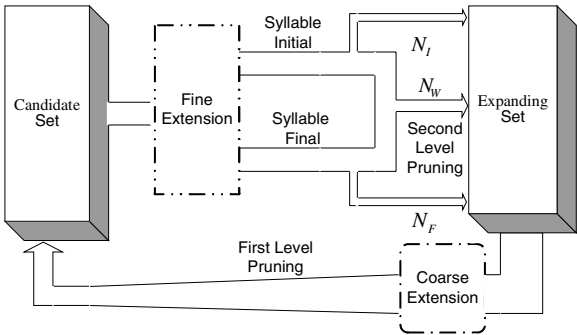 Candidate
Set
Fine
Extension
Syllable
Initial
Syllable
Final
N_I
N_W
Second
Level
Pruning
N_F
Expanding
Set
First Level
Pruning
Coarse
Extension